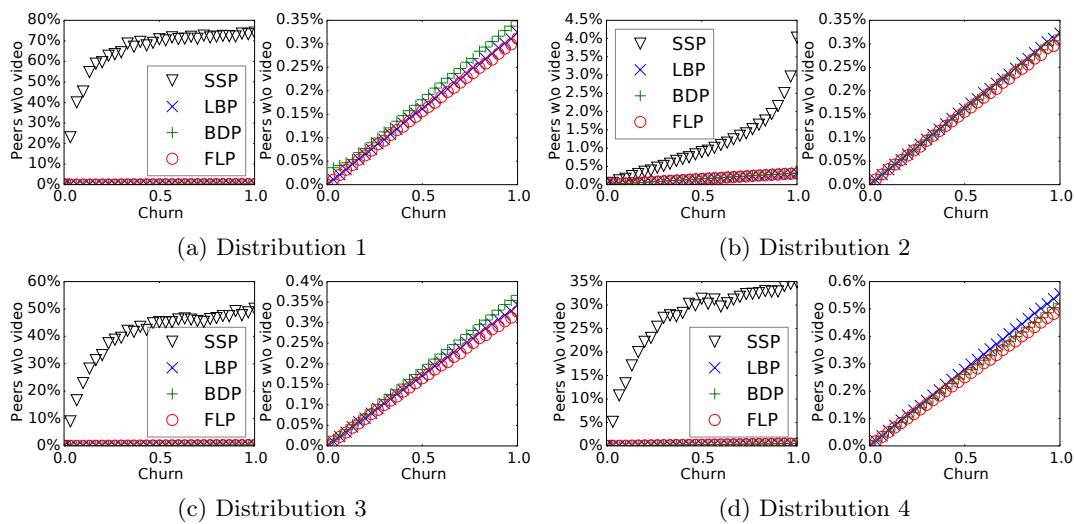 80%
70%
60%
50%
40%
30%
20%
10%
0%
Peers w\o video
SSP
LBP
BDP
FLP
0.0 0.5 1.0
Churn
0.35%
0.3%
0.25%
0.2%
0.15%
0.1%
0.05%
0.0%
Peers w\o video
0.0 0.5 1.0
Churn
(a) Distribution 1
4.5%
4.0%
3.5%
3.0%
2.5%
2.0%
1.5%
1.0%
0.5%
0.0%
Peers w\o video
SSP
LBP
BDP
FLP
0.0 0.5 1.0
Churn
0.35%
0.3%
0.25%
0.2%
0.15%
0.1%
0.05%
0.0%
Peers w\o video
0.0 0.5 1.0
Churn
(b) Distribution 2
60%
50%
40%
30%
20%
10%
0%
Peers w\o video
SSP
LBP
BDP
FLP
0.0 0.5 1.0
Churn
0.4%
0.35%
0.3%
0.25%
0.2%
0.15%
0.1%
0.05%
0.0%
Peers w\o video
0.0 0.5 1.0
Churn
(c) Distribution 3
35%
30%
25%
20%
15%
10%
5%
0%
Peers w\o video
SSP
LBP
BDP
FLP
0.0 0.5 1.0
Churn
0.6%
0.5%
0.4%
0.3%
0.2%
0.1%
0.0%
Peers w\o video
0.0 0.5 1.0
Churn
(d) Distribution 4